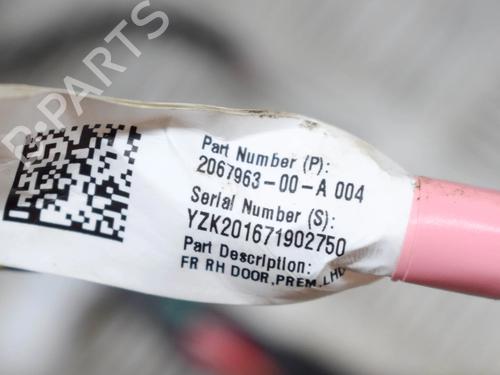 B-PARTS
Part Number (P):
2067963-00-A 004
Serial Number (S):
YZK201671902750
Part Description:
FR RH DOOR,PREM,LHD